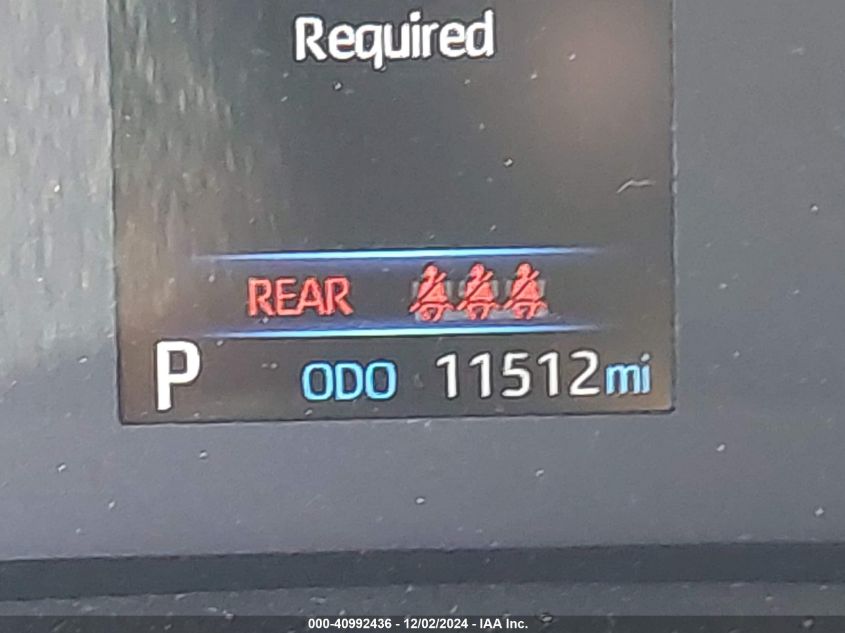 Required
REAR
P ODO 11512 mi
000-40992436 - 12/02/2024 - IAA Inc.